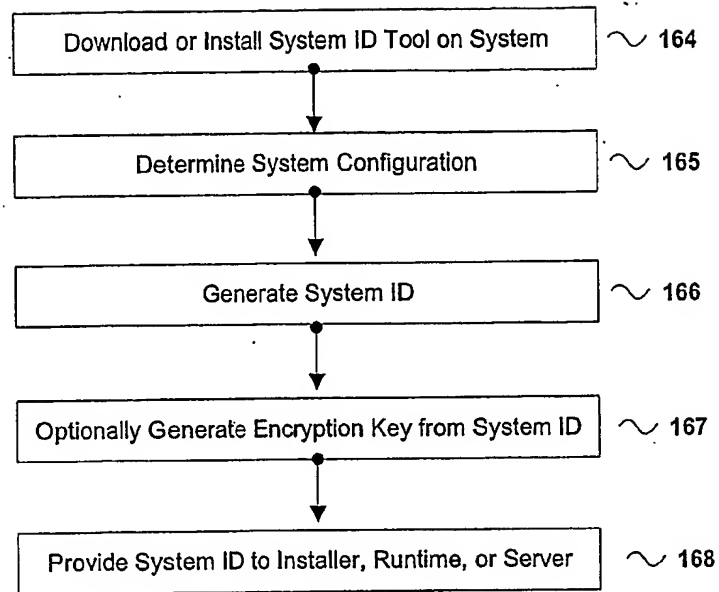 Download or Install System ID Tool on System 164
Determine System Configuration 165
Generate System ID 166
Optionally Generate Encryption Key from System ID 167
Provide System ID to Installer, Runtime, or Server 168